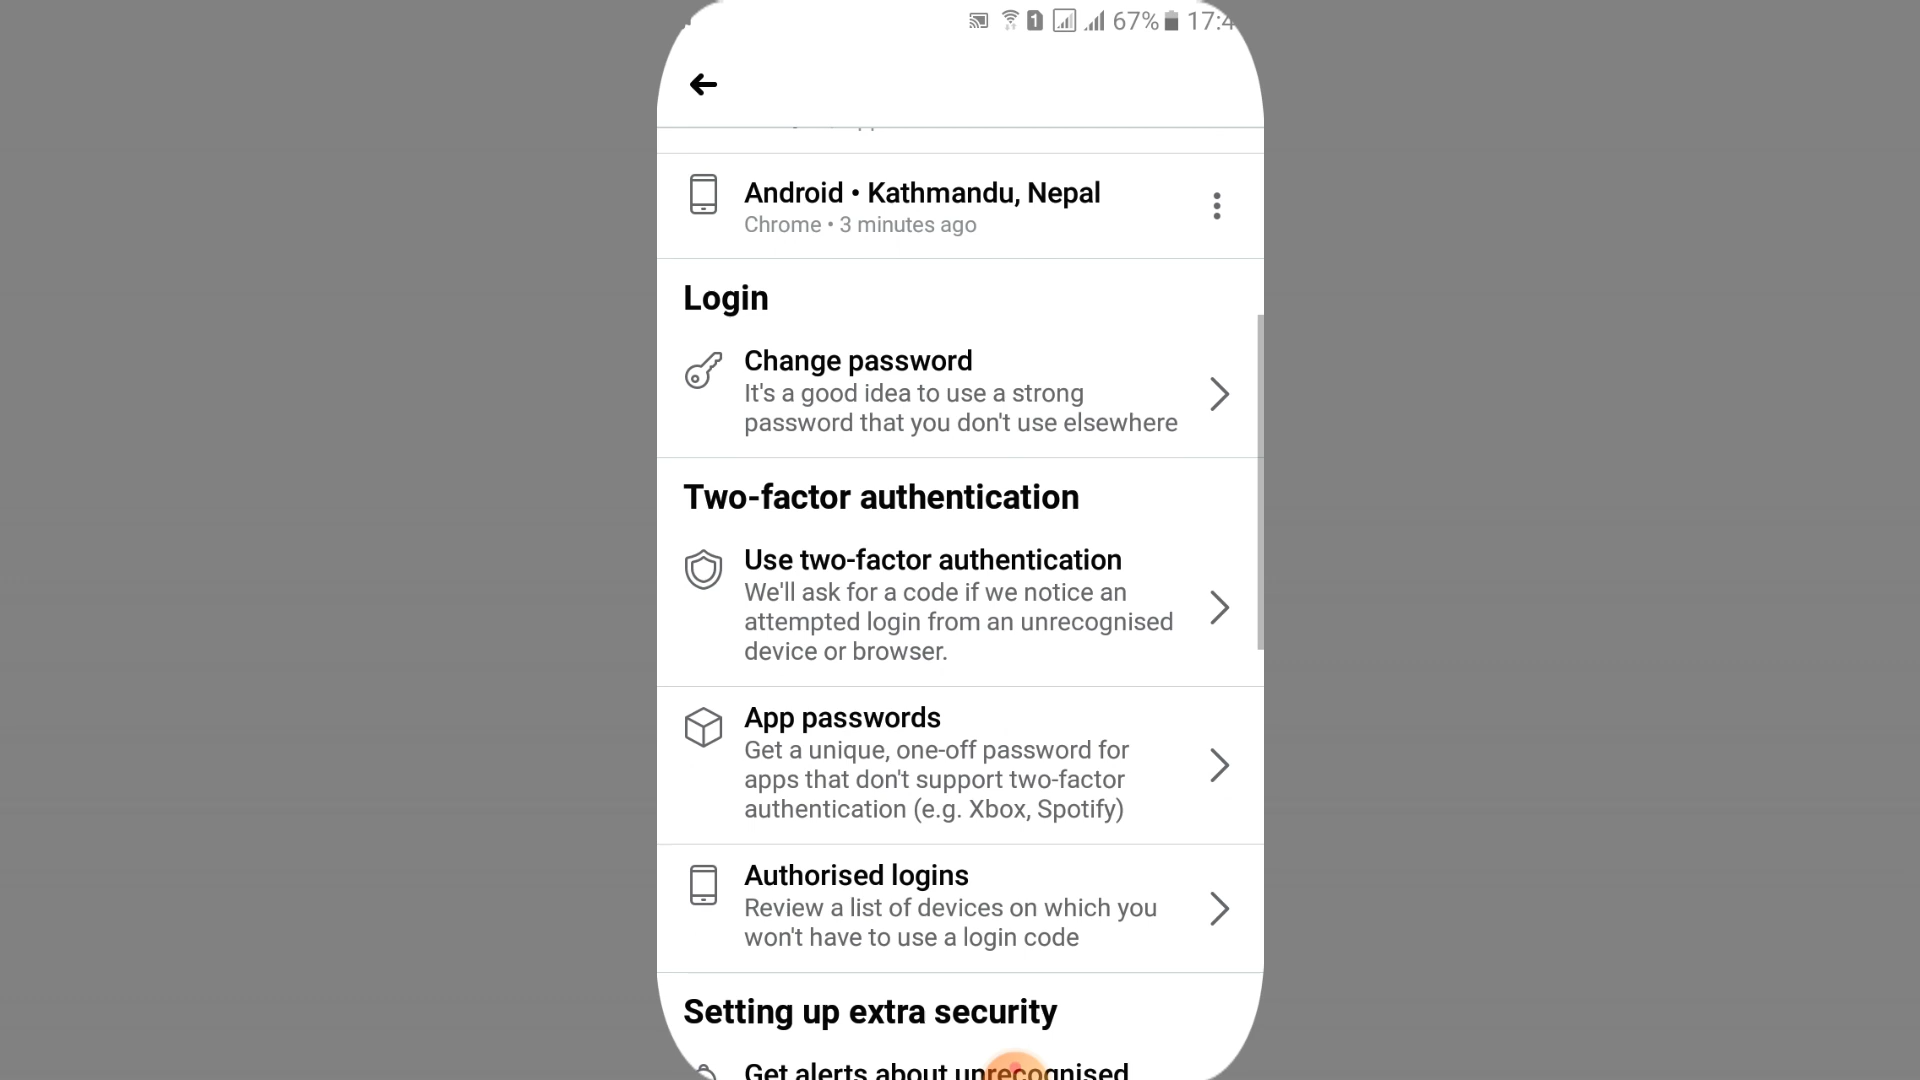 1 67% 17:4
Android • Kathmandu, Nepal
Chrome • 3 minutes ago
Login
Change password
It's a good idea to use a strong
password that you don't use elsewhere
Two-factor authentication
Use two-factor authentication
We'll ask for a code if we notice an
attempted login from an unrecognised
device or browser.
App passwords
Get a unique, one-off password for
apps that don't support two-factor
authentication (e.g. Xbox, Spotify)
Authorised logins
Review a list of devices on which you
won't have to use a login code
Setting up extra security
Get alerts about unrecognised